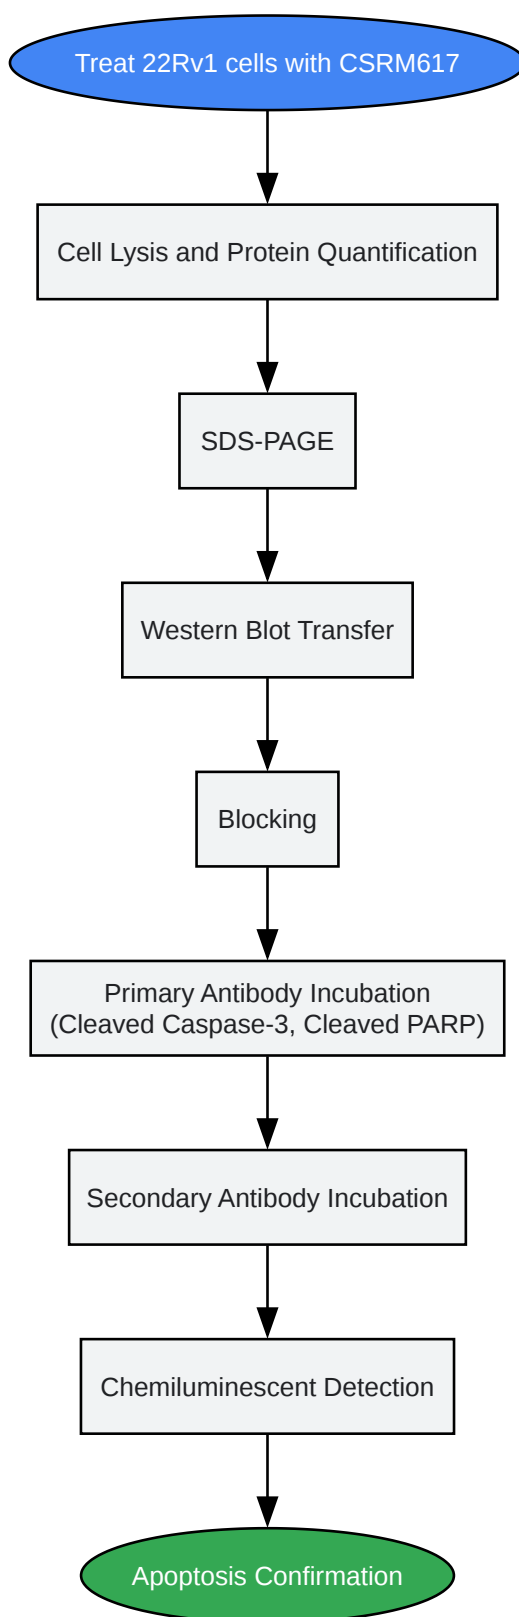 Treat 22Rv1 cells with CSRM617
Cell Lysis and Protein Quantification
SDS-PAGE
Western Blot Transfer
Blocking
Primary Antibody Incubation
(Cleaved Caspase-3, Cleaved PARP)
Secondary Antibody Incubation
Chemiluminescent Detection
Apoptosis Confirmation